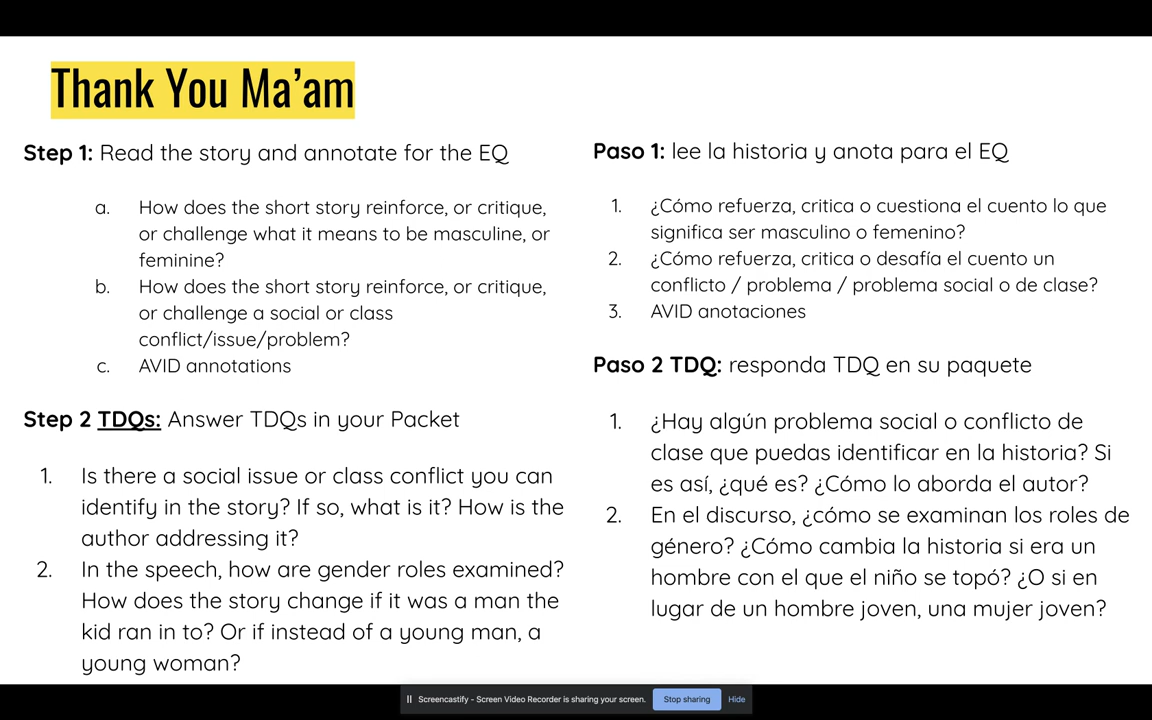 Thank You Ma'am
Step 1: Read the story and annotate for the EQ
a. How does the short story reinforce, or critique,
or challenge what it means to be masculine, or
feminine?
b. How does the short story reinforce, or critique,
or challenge a social or class
conflict/issue/problem?
c. AVID annotations
Step 2 TDQs: Answer TDQs in your Packet
1. Is there a social issue or class conflict you can
identify in the story? If so, what is it? How is the
author addressing it?
2. In the speech, how are gender roles examined?
How does the story change if it was a man the
kid ran in to? Or if instead of a young man, a
young woman?
Paso 1: lee la historia y anota para el EQ
1. ¿Cómo refuerza, critica o cuestiona el cuento lo que
significa ser masculino o femenino?
2. ¿Cómo refuerza, critica o desafía el cuento un
conflicto / problema / problema social o de clase?
3. AVID anotaciones
Paso 2 TDQ: responda TDQ en su paquete
1. ¿Hay algún problema social o conflicto de
clase que puedas identificar en la historia? Si
es así, ¿qué es? ¿Cómo lo aborda el autor?
2. En el discurso, ¿cómo se examinan los roles de
género? ¿Cómo cambia la historia si era un
hombre con el que el niño se topó? ¿O si en
lugar de un hombre joven, una mujer joven?
Screencastify - Screen Video Recorder is sharing your screen. Stop sharing Hide